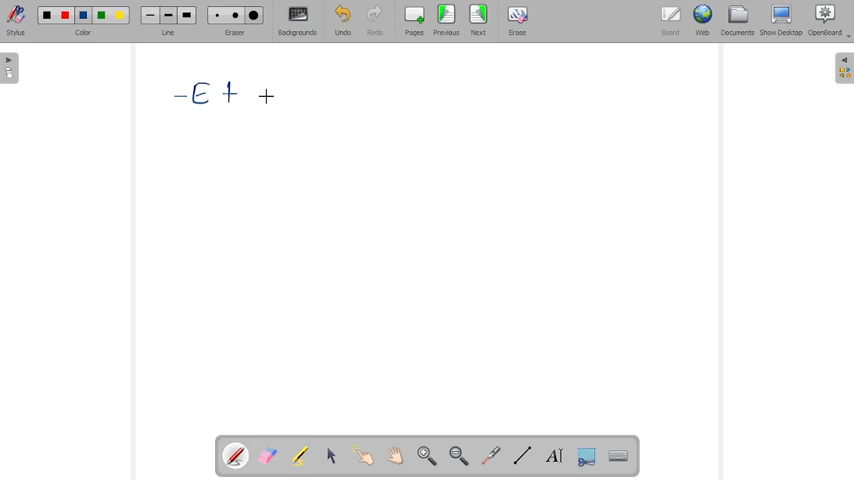 Stylus
Color
Line
Eraser
Backgrounds
Undo
Redo
Pages
Previous
Next
Erase
Board
Web
Documents
Show Desktop
OpenBoard
-E +